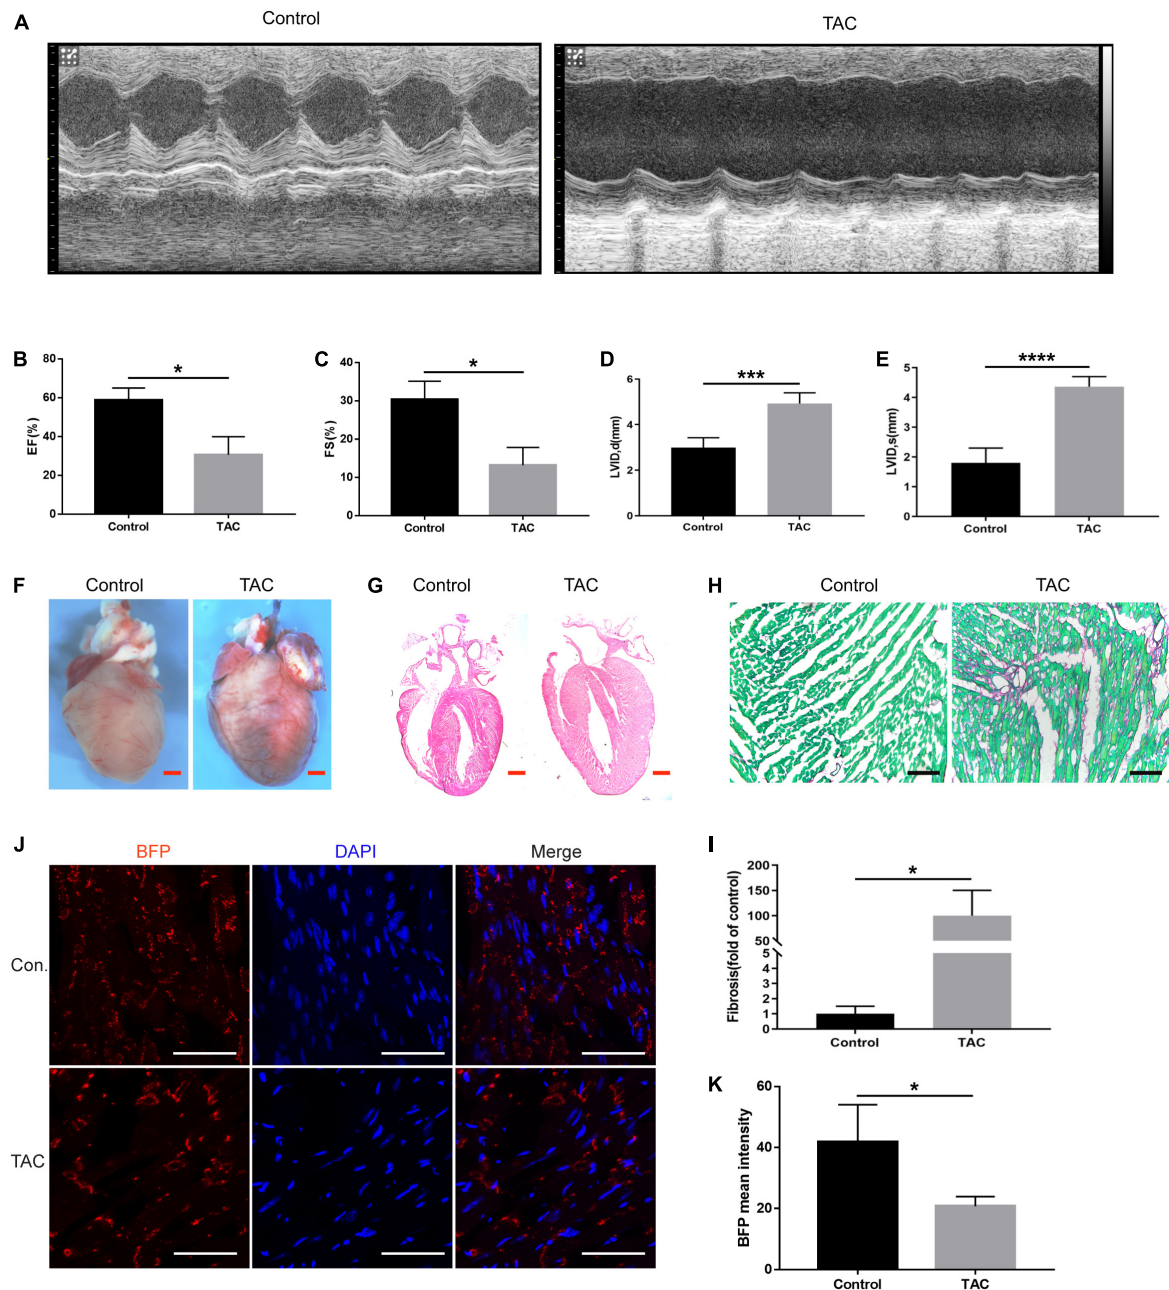 A
Control
TAC
B
EF(%)
80
60
40
20
0
*
Control
TAC
C
FS(%)
40
30
20
10
0
*
Control
TAC
D
LVID,d(mm)
6
4
2
0
***
Control
TAC
E
LVID,s(mm)
5
4
3
2
1
0
****
Control
TAC
F
Control
TAC
G
Control
TAC
H
Control
TAC
J
BFP
DAPI
Merge
Con.
TAC
I
Fibrosis(fold of control)
200
150
100
50
5
4
3
2
1
0
*
Control
TAC
K
BFP mean intensity
60
40
20
0
*
Control
TAC